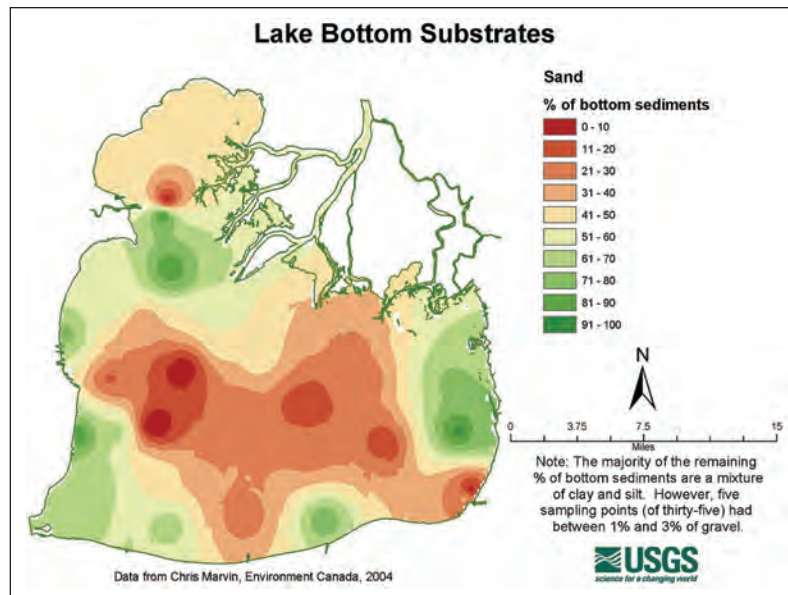 Lake Bottom Substrates
Sand
% of bottom sediments
0 - 10
11 - 20
21 - 30
31 - 40
41 - 50
51 - 60
61 - 70
71 - 80
81 - 90
91 - 100
N
0 3.75 7.5 15
Miles
Note: The majority of the remaining
% of bottom sediments are a mixture
of clay and silt. However, five
sampling points (of thirty-five) had
between 1% and 3% of gravel.
USGS
science for a changing world
Data from Chris Marvin, Environment Canada, 2004